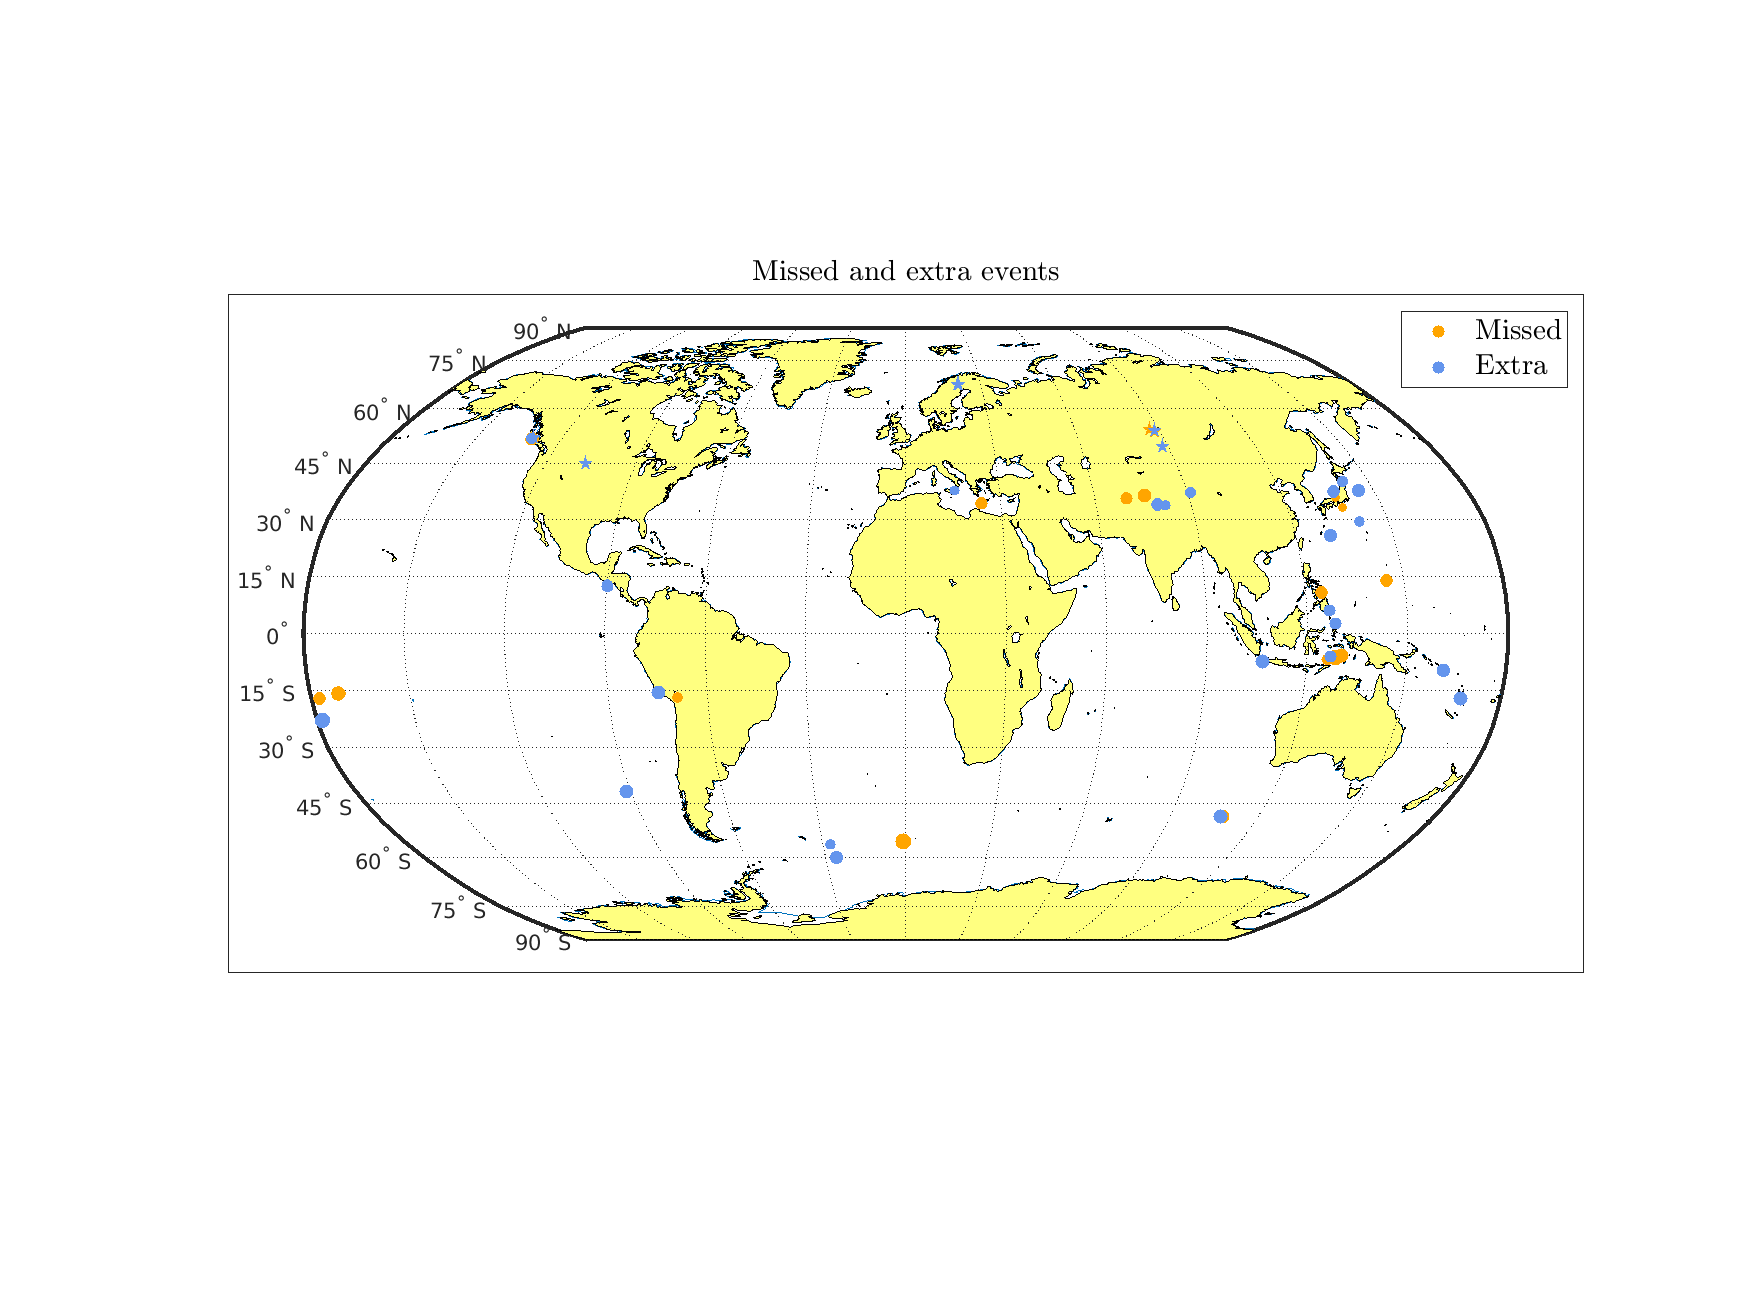 Missed and extra events
Missed
Extra
90° N
75° N
60° N
45° N
30° N
15° N
0°
15° S
30° S
45° S
60° S
75° S
90° S